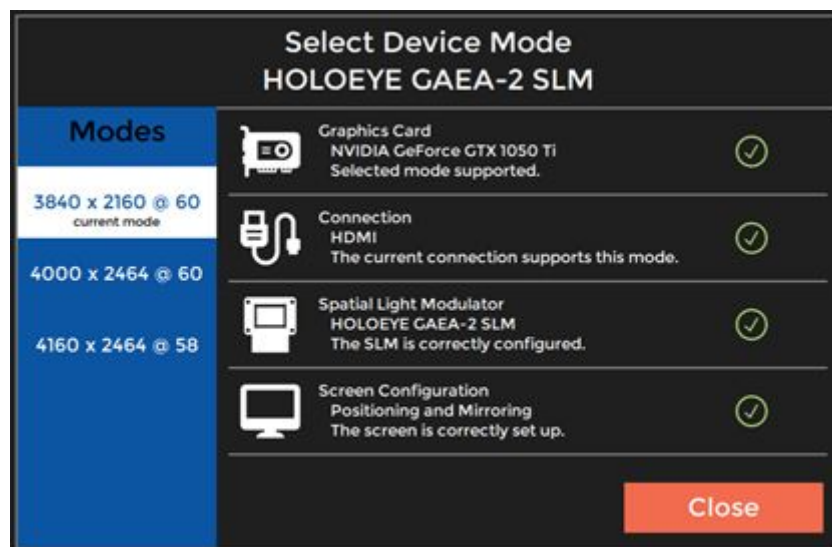 Select Device Mode
HOLOEYE GAEA-2 SLM
Modes
3840 x 2160 @ 60
current mode
4000 x 2464 @ 60
4160 x 2464 @ 58
Graphics Card
NVIDIA GeForce GTX 1050 Ti
Selected mode supported.
Connection
HDMI
The current connection supports this mode.
Spatial Light Modulator
HOLOEYE GAEA-2 SLM
The SLM is correctly configured.
Screen Configuration
Positioning and Mirroring
The screen is correctly set up.
Close